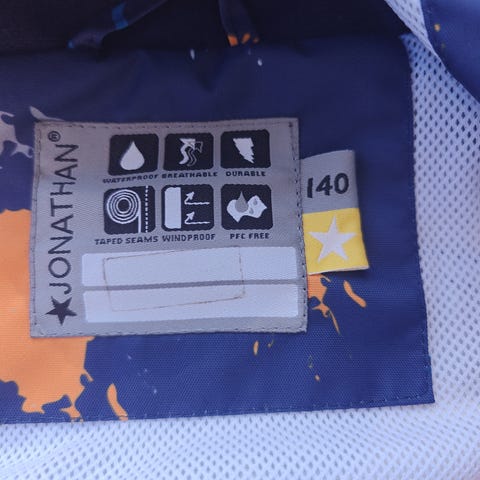 JONATHAN®
WATERPROOF BREATHABLE DURABLE
TAPED SEAMS WINDPROOF PFC FREE
140